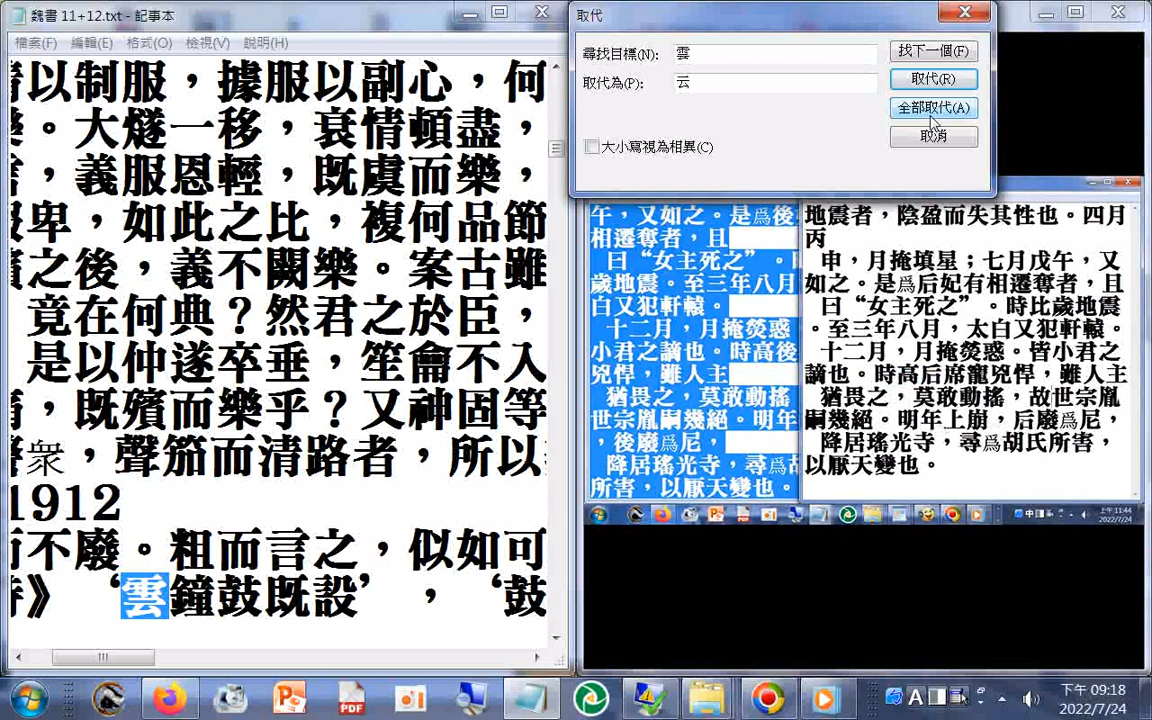 魏書 11+12.txt - 記事本
檔案(F) 編輯(E) 格式(O) 檢視(V) 說明(H)
以制服，據服以副心，何
。大燧一移，哀情頓盡，
，義服恩輕，既虞而樂，
卑，如此之比，複何品節
之後，義不闕樂。案古雖
竟在何典？然君之於臣，
是以仲遂卒垂，笙龠不入
，既殯而樂乎？又神固等
眾，聲笳而清路者，所以
1912
不廢。粗而言之，似如可
》‘雲鐘鼓既設’，‘鼓
取代
尋找目標(N): 雲
取代為(P): 云
大小寫視為相異(C)
找下一個(F)
取代(R)
全部取代(A)
取消
午，又如之。是爲後
相遷奪者，且
曰“女主死之”。
歲地震。至三年八月
白又犯軒轅。
十二月，月掩熒惑
小君之謫也。時高後
兇悍，雖人主
猶畏之，莫敢動搖
世宗胤嗣幾絕。明年
，後廢爲尼，
降居瑤光寺，尋爲胡
所害，以厭天變也。
地震者，陰盈而失其性也。四月
丙
申，月掩填星；七月戊午，又
如之。是爲后妃有相遷奪者，且
曰“女主死之”。時比歲地震
。至三年八月，太白又犯軒轅。
十二月，月掩熒惑。皆小君之
謫也。時高后席寵兇悍，雖人主
猶畏之，莫敢動搖，故世宗胤
嗣幾絕。明年上崩，后廢爲尼，
降居瑤光寺，尋爲胡氏所害，
以厭天變也。
中
上午 11:44
2022/7/24
PDF
A
下午 09:18
2022/7/24